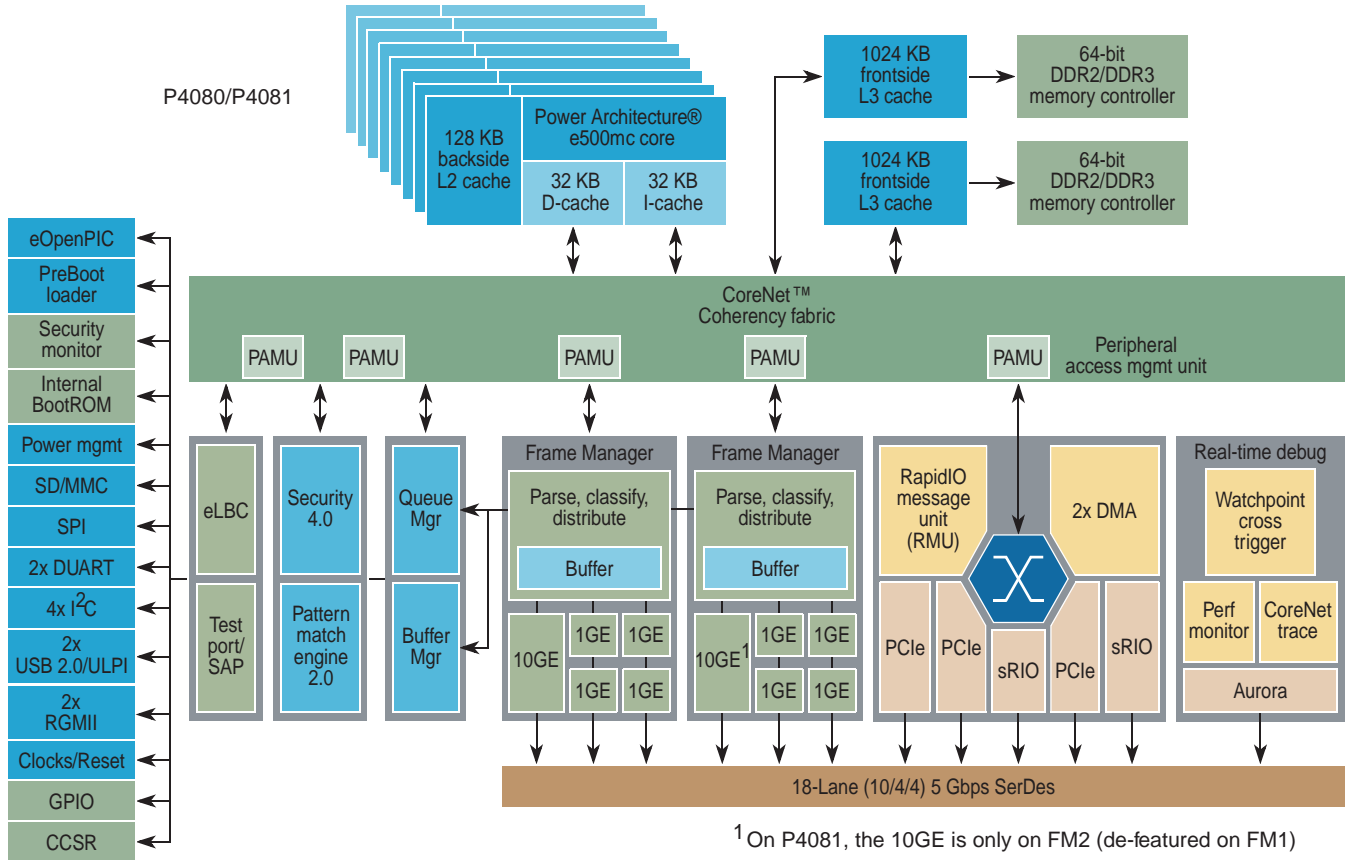 P4080/P4081
128 KB
backside
L2 cache
Power Architecture®
e500mc core
32 KB
D-cache
32 KB
I-cache
1024 KB
frontside
L3 cache
64-bit
DDR2/DDR3
memory controller
1024 KB
frontside
L3 cache
64-bit
DDR2/DDR3
memory controller
eOpenPIC
PreBoot
loader
Security
monitor
Internal
BootROM
Power mgmt
SD/MMC
SPI
2x DUART
4x I²C
2x
USB 2.0/ULPI
2x
RGMII
Clocks/Reset
GPIO
CCSR
CoreNet™
Coherency fabric
PAMU
PAMU
PAMU
PAMU
PAMU
Peripheral
access mgmt unit
eLBC
Test
port/
SAP
Security
4.0
Pattern
match
engine
2.0
Queue
Mgr
Buffer
Mgr
Frame Manager
Parse, classify,
distribute
Buffer
10GE
1GE
1GE
1GE
1GE
Frame Manager
Parse, classify,
distribute
Buffer
10GE¹
1GE
1GE
1GE
1GE
RapidIO
message
unit
(RMU)
2x DMA
PCIe
PCIe
sRIO
PCIe
sRIO
Real-time debug
Watchpoint
cross
trigger
Perf
monitor
CoreNet
trace
Aurora
18-Lane (10/4/4) 5 Gbps SerDes
¹ On P4081, the 10GE is only on FM2 (de-featured on FM1)